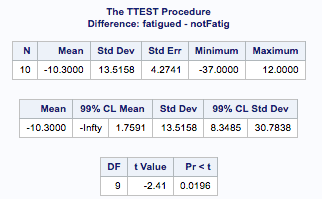 The TTEST Procedure
Difference: fatigued - notFatig
N Mean Std Dev Std Err Minimum Maximum
10 -10.3000 13.5158 4.2741 -37.0000 12.0000
Mean 99% CL Mean Std Dev 99% CL Std Dev
-10.3000 -Infty 1.7591 13.5158 8.3485 30.7838
DF t Value Pr < t
9 -2.41 0.0196